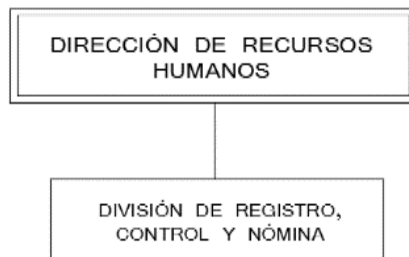 DIRECCIÓN DE RECURSOS
HUMANOS
DIVISIÓN DE REGISTRO,
CONTROL Y NÓMINA